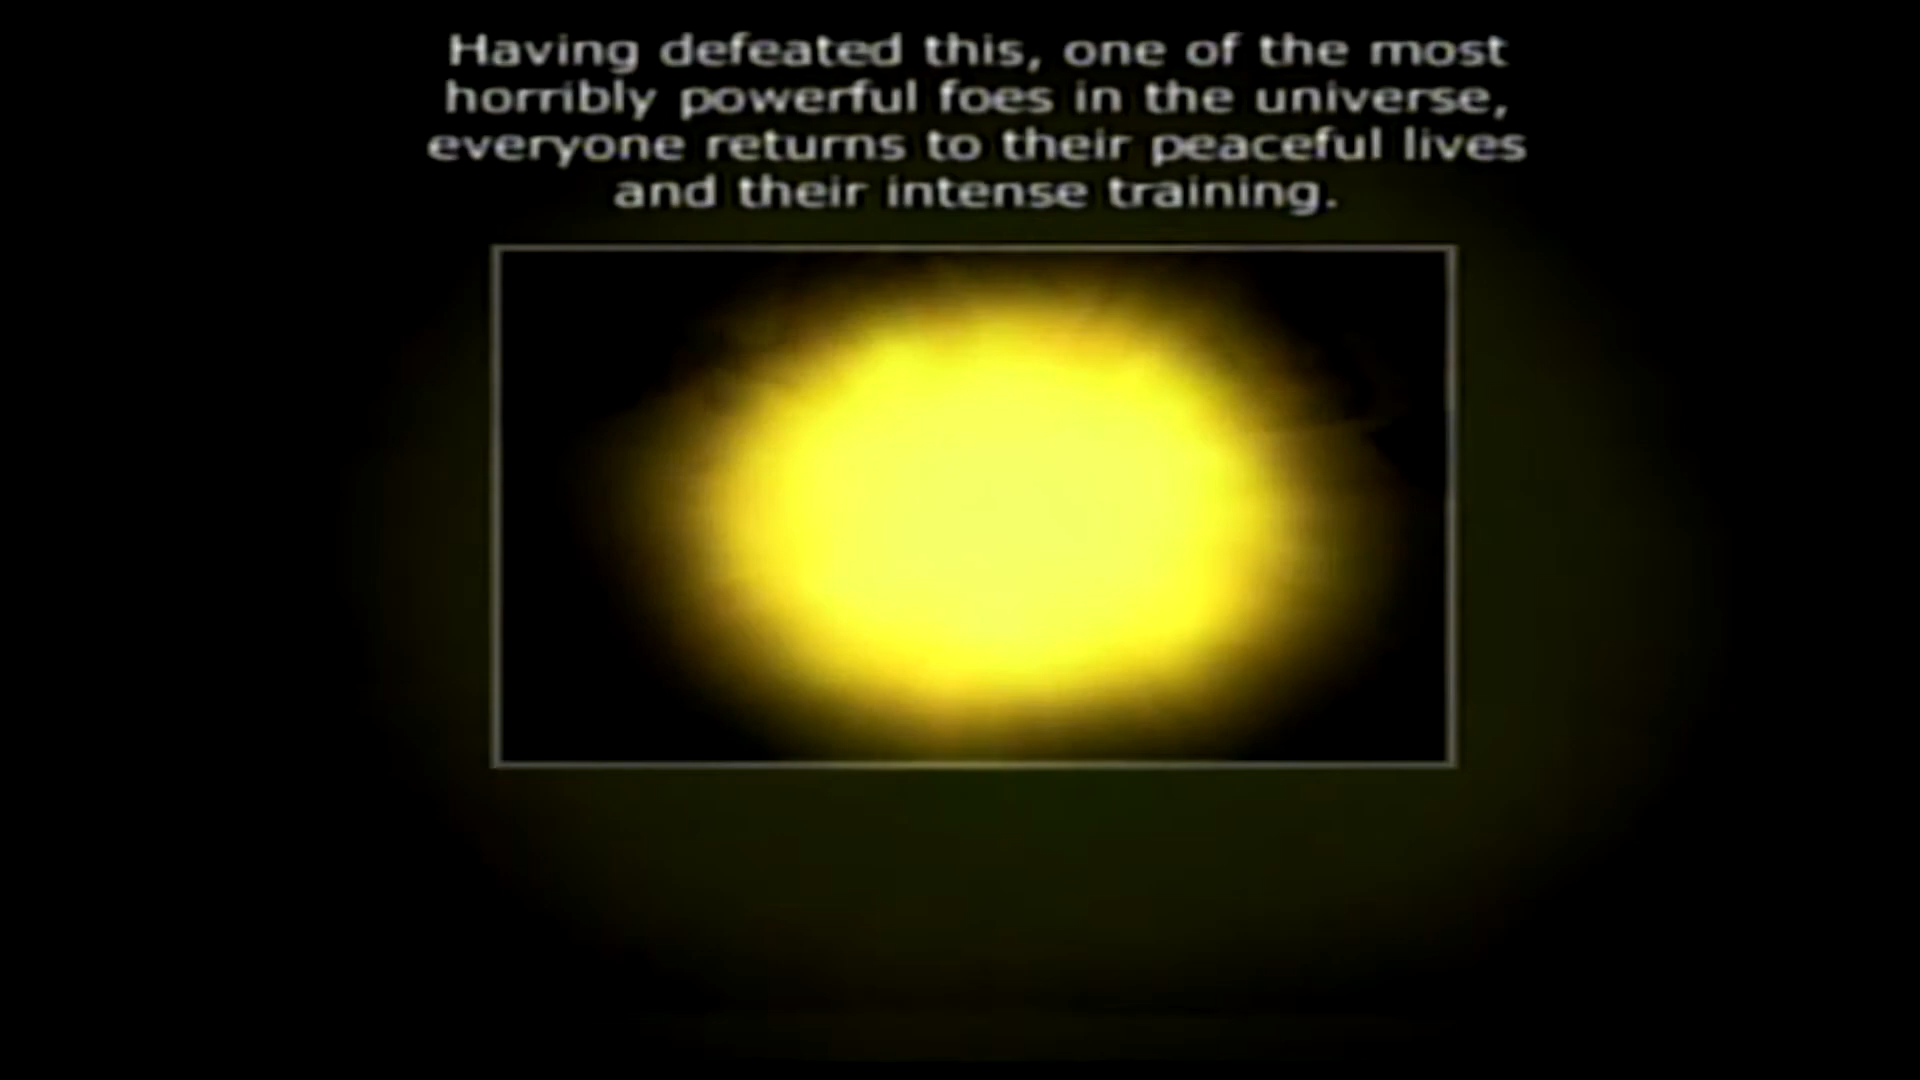 Having defeated this, one of the most
horribly powerful foes in the universe,
everyone returns to their peaceful lives
and their intense training.